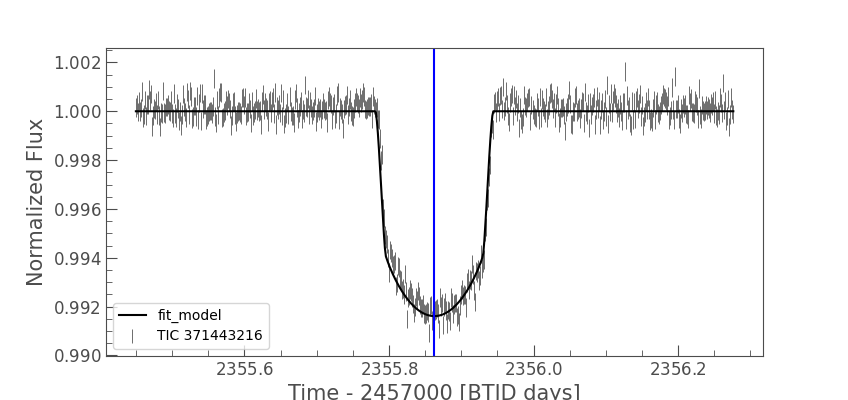 Normalized Flux
1.002
1.000
0.998
0.996
0.994
0.992
0.990
fit_model
TIC 371443216
2355.6
2355.8
2356.0
2356.2
Time - 2457000 [BTJD days]